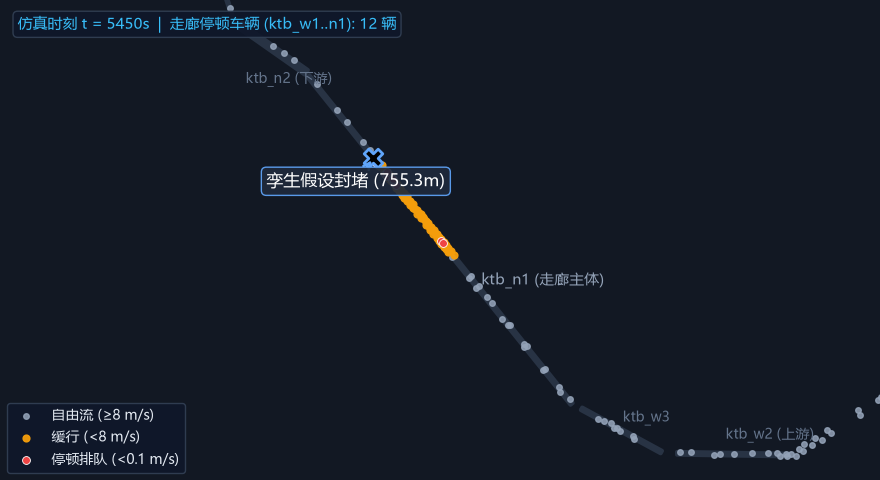 仿真时刻 t = 5450s | 走廊停顿车辆 (ktb_w1..n1): 12 辆
ktb_n2 (下游)
孪生假设封堵 (755.3m)
ktb_n1 (走廊主体)
ktb_w3
ktb_w2 (上游)
自由流 (≥8 m/s)
缓行 (<8 m/s)
停顿排队 (<0.1 m/s)